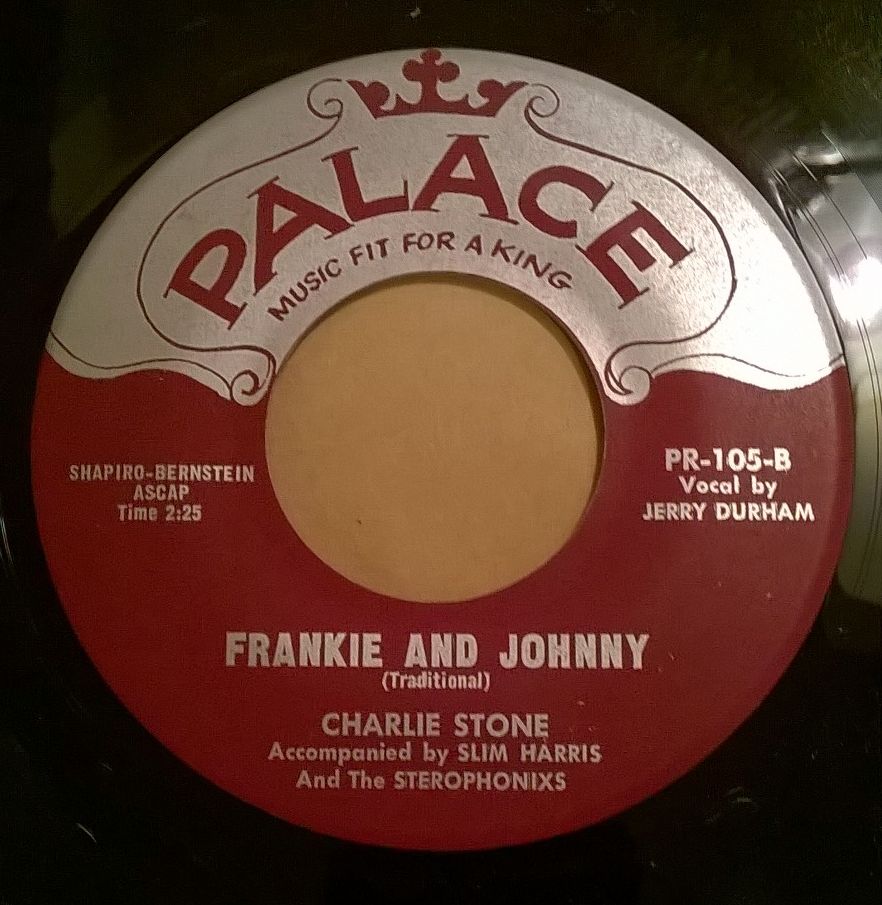 PALACE
MUSIC FIT FOR A KING
SHAPIRO-BERNSTEIN
ASCAP
Time 2:25
PR-105-B
Vocal by
JERRY DURHAM
FRANKIE AND JOHNNY
(Traditional)
CHARLIE STONE
Accompanied by SLIM HARRIS
And The STEROPHONIXS